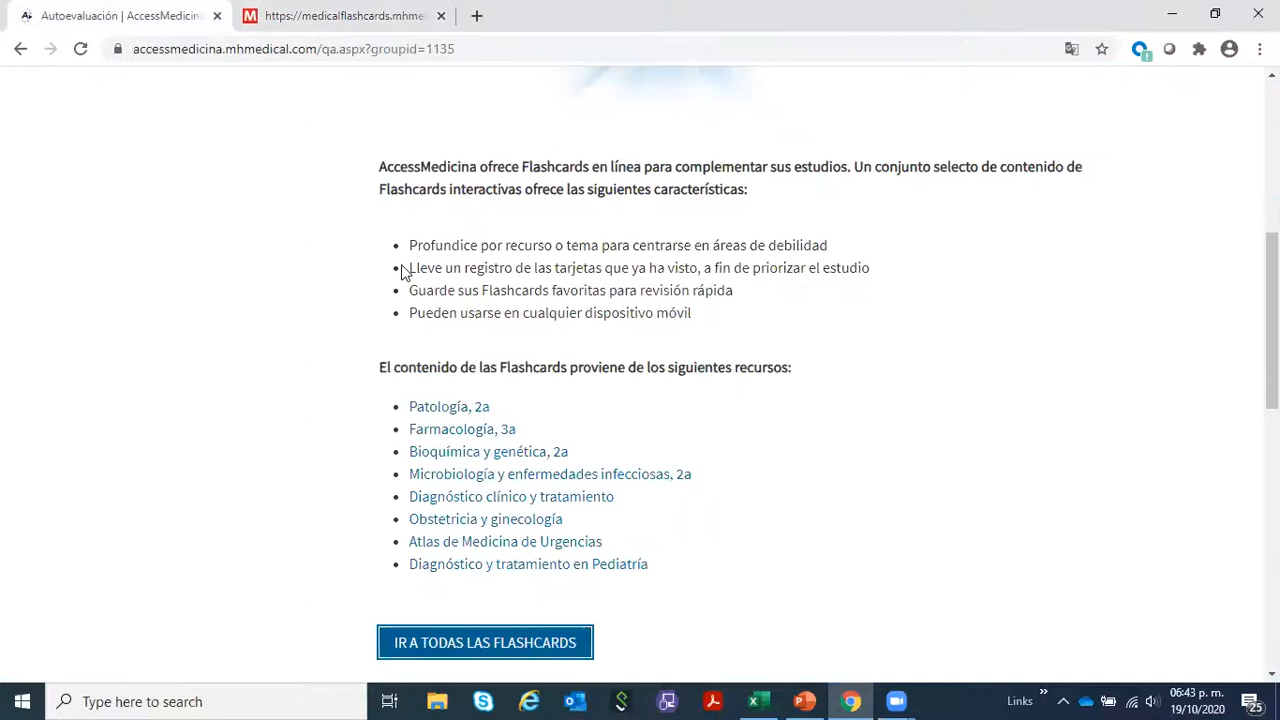 Autoevaluación | AccessMedicina
https://medicalflashcards.mhme
accessmedicina.mhmedical.com/qa.aspx?groupid=1135
AccessMedicina ofrece Flashcards en línea para complementar sus estudios. Un conjunto selecto de contenido de
Flashcards interactivas ofrece las siguientes características:
Profundice por recurso o tema para centrarse en áreas de debilidad
Lleve un registro de las tarjetas que ya ha visto, a fin de priorizar el estudio
Guarde sus Flashcards favoritas para revisión rápida
Pueden usarse en cualquier dispositivo móvil
El contenido de las Flashcards proviene de los siguientes recursos:
Patología, 2a
Farmacología, 3a
Bioquímica y genética, 2a
Microbiología y enfermedades infecciosas, 2a
Diagnóstico clínico y tratamiento
Obstetricia y ginecología
Atlas de Medicina de Urgencias
Diagnóstico y tratamiento en Pediatría
IR A TODAS LAS FLASHCARDS
Type here to search
Links
06:43 p. m.
19/10/2020
25